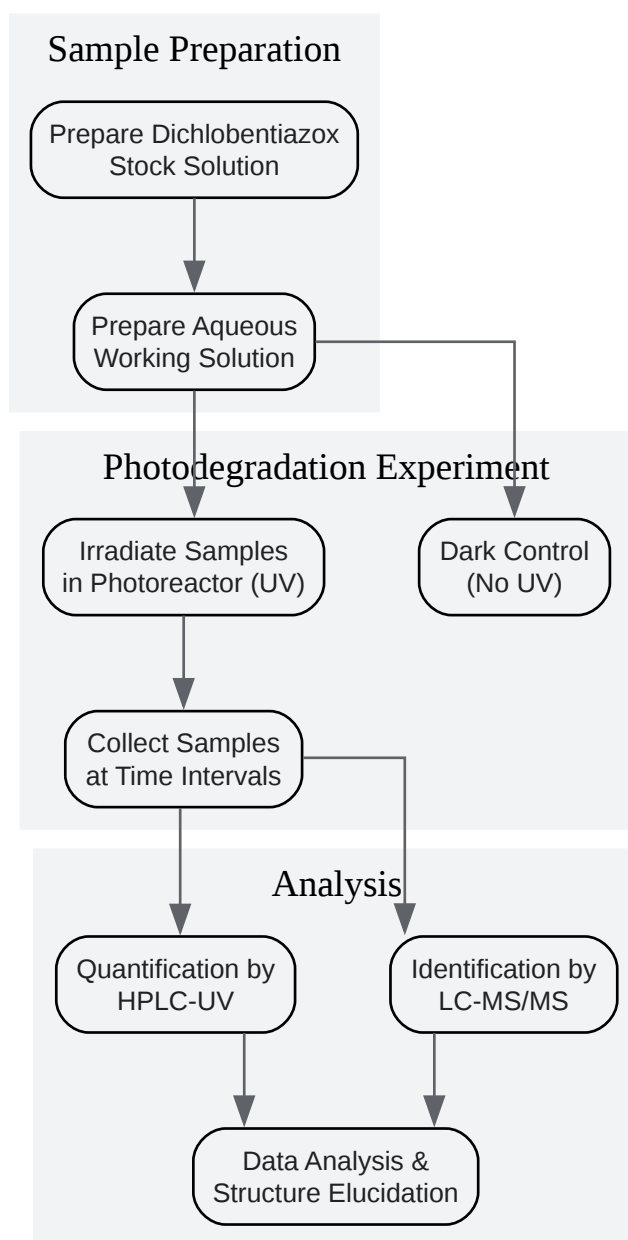 Sample Preparation
Prepare Dichlobentiazox
Stock Solution
Prepare Aqueous
Working Solution
Photodegradation Experiment
Irradiate Samples
in Photoreactor (UV)
Dark Control
(No UV)
Collect Samples
at Time Intervals
Analysis
Quantification by
HPLC-UV
Identification by
LC-MS/MS
Data Analysis &
Structure Elucidation